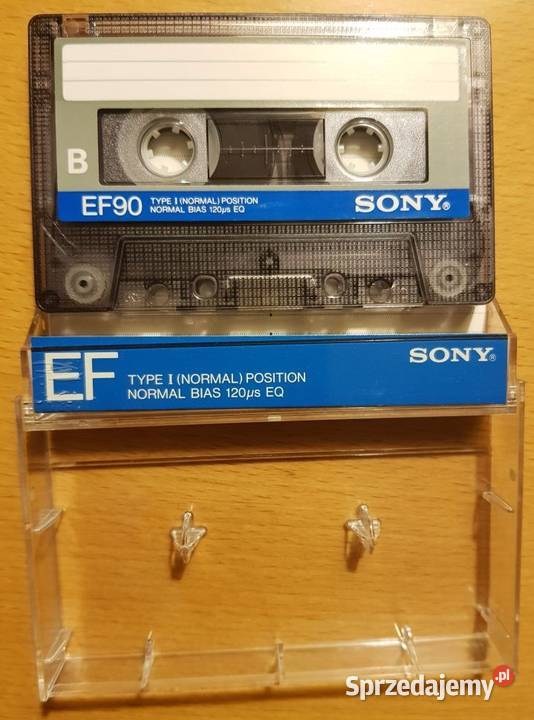 B
EF90 TYPE I (NORMAL) POSITION
NORMAL BIAS 120µs EQ
SONY®
EF
TYPE I (NORMAL) POSITION
NORMAL BIAS 120µs EQ
SONY®
Sprzedajemy.pl